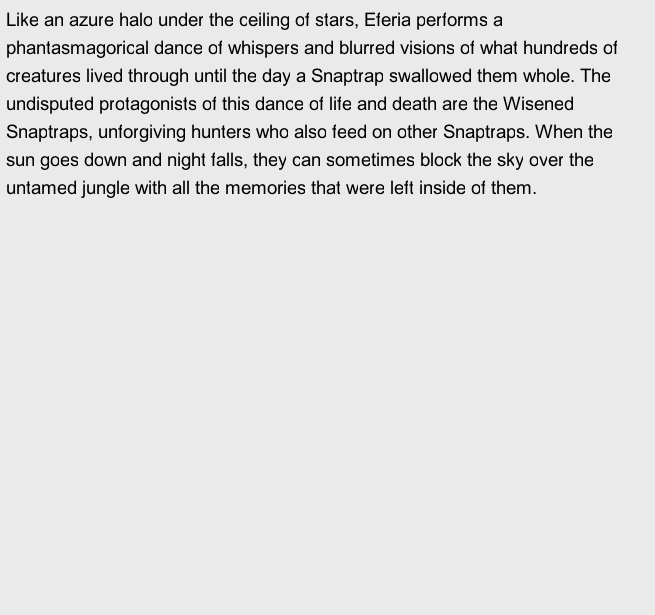 Like an azure halo under the ceiling of stars, Eferia performs a
phantasmagorical dance of whispers and blurred visions of what hundreds of
creatures lived through until the day a Snaptrap swallowed them whole. The
undisputed protagonists of this dance of life and death are the Wisened
Snaptraps, unforgiving hunters who also feed on other Snaptraps. When the
sun goes down and night falls, they can sometimes block the sky over the
untamed jungle with all the memories that were left inside of them.